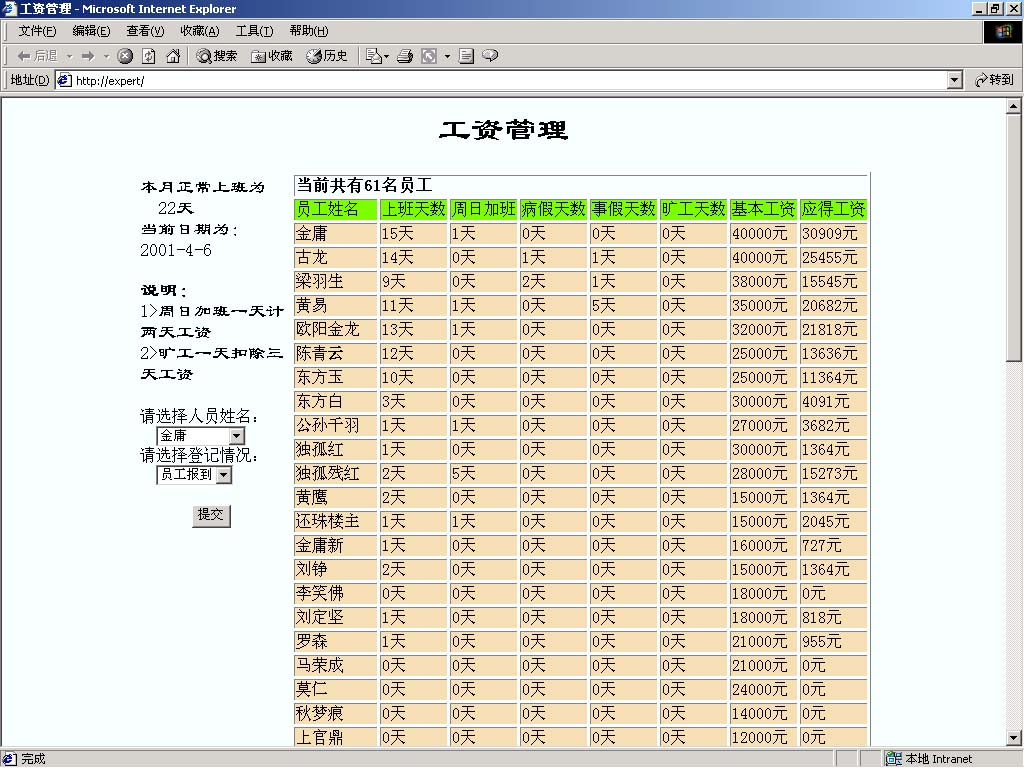 工资管理 - Microsoft Internet Explorer
文件(F) 编辑(E) 查看(V) 收藏(A) 工具(T) 帮助(H)
后退 搜索 收藏 历史
地址(D) http://expert/ 转到
工资管理
本月正常上班为
22天
当前日期为:
2001-4-6
说明:
1>周日加班一天计
两天工资
2>旷工一天扣除三
天工资
请选择人员姓名:
金庸
请选择登记情况:
员工报到
提交
当前共有61名员工
员工姓名 上班天数 周日加班 病假天数 事假天数 旷工天数 基本工资 应得工资
金庸 15天 1天 0天 0天 0天 40000元 30909元
古龙 14天 0天 1天 1天 0天 40000元 25455元
梁羽生 9天 0天 2天 1天 0天 38000元 15545元
黄易 11天 1天 0天 5天 0天 35000元 20682元
欧阳金龙 13天 1天 0天 0天 0天 32000元 21818元
陈青云 12天 0天 0天 0天 0天 25000元 13636元
东方玉 10天 0天 0天 0天 0天 25000元 11364元
东方白 3天 0天 0天 0天 0天 30000元 4091元
公孙千羽 1天 1天 0天 0天 0天 27000元 3682元
独孤红 1天 0天 0天 0天 0天 30000元 1364元
独孤残红 2天 5天 0天 0天 0天 28000元 15273元
黄鹰 2天 0天 0天 0天 0天 15000元 1364元
还珠楼主 1天 1天 0天 0天 0天 15000元 2045元
金庸新 1天 0天 0天 0天 0天 16000元 727元
刘铮 2天 0天 0天 0天 0天 15000元 1364元
李笑佛 0天 0天 0天 0天 0天 18000元 0元
刘定坚 1天 0天 0天 0天 0天 18000元 818元
罗森 1天 0天 0天 0天 0天 21000元 955元
马荣成 0天 0天 0天 0天 0天 21000元 0元
莫仁 0天 0天 0天 0天 0天 24000元 0元
秋梦痕 0天 0天 0天 0天 0天 14000元 0元
上官鼎 0天 0天 0天 0天 0天 12000元 0元
完成 本地 Intranet